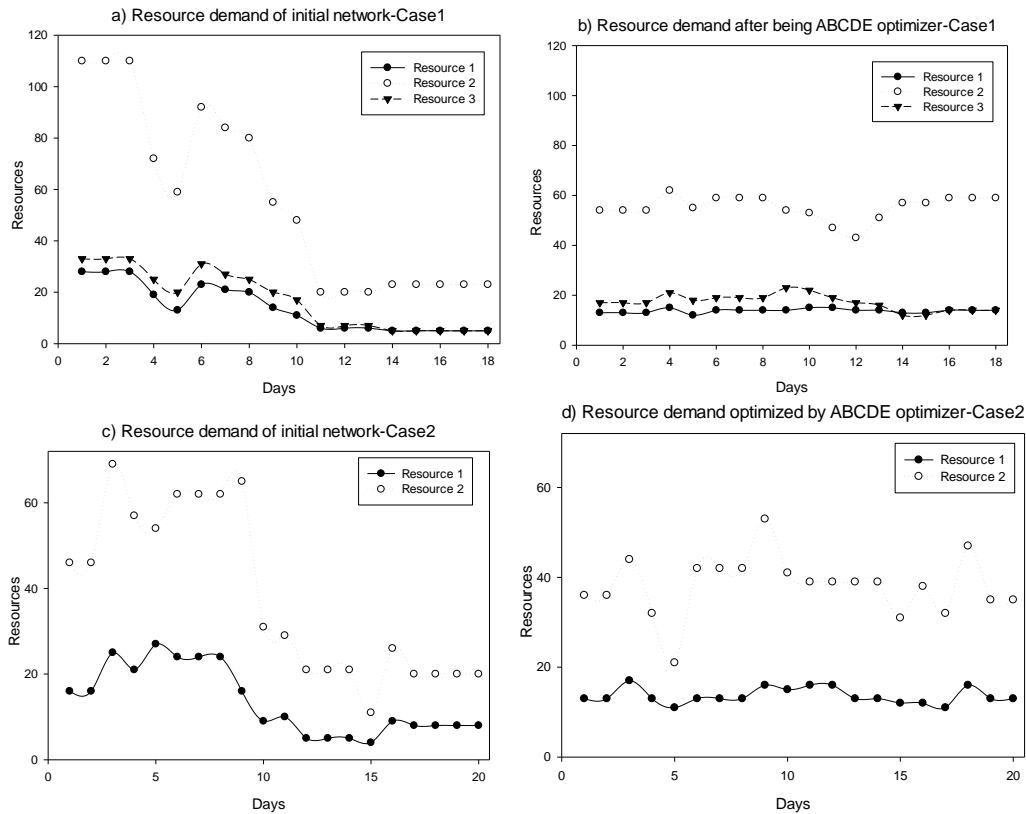 a) Resource demand of initial network-Case1
120
100
80
60
40
20
0
Resources
Resource 1
Resource 2
Resource 3
0 2 4 6 8 10 12 14 16 18
Days
b) Resource demand after being ABCDE optimizer-Case1
120
100
80
60
40
20
0
Resources
Resource 1
Resource 2
Resource 3
0 2 4 6 8 10 12 14 16 18
Days
c) Resource demand of initial network-Case2
60
40
20
0
Resources
Resource 1
Resource 2
0 5 10 15 20
Days
d) Resource demand optimized by ABCDE optimizer-Case2
60
40
20
0
Resources
Resource 1
Resource 2
0 5 10 15 20
Days